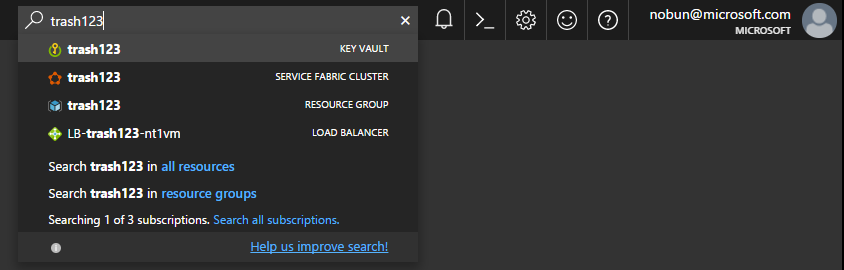 trash123
nobun@microsoft.com
MICROSOFT
trash123 KEY VAULT
trash123 SERVICE FABRIC CLUSTER
trash123 RESOURCE GROUP
LB-trash123-nt1vm LOAD BALANCER
Search trash123 in all resources
Search trash123 in resource groups
Searching 1 of 3 subscriptions. Search all subscriptions.
Help us improve search!